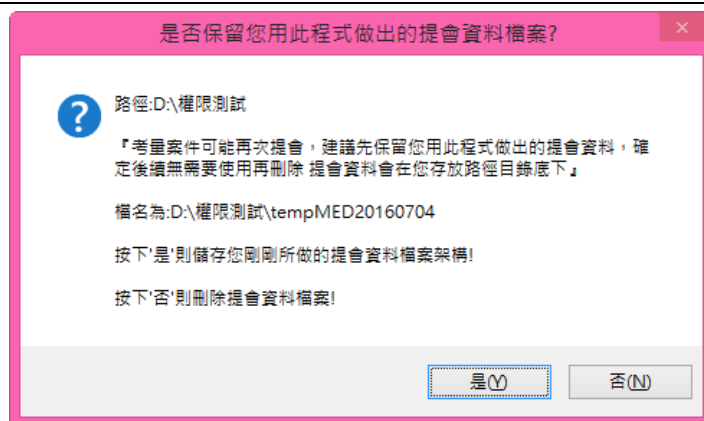 是否保留您用此程式做出的提會資料檔案?
路徑:D:\權限測試
『考量案件可能再次提會，建議先保留您用此程式做出的提會資料，確
定後續無需要使用再刪除 提會資料會在您存放路徑目錄底下』
檔名為:D:\權限測試\tempMED20160704
按下'是'則儲存您剛剛所做的提會資料檔案架構!
按下'否'則刪除提會資料檔案!
是(Y)
否(N)